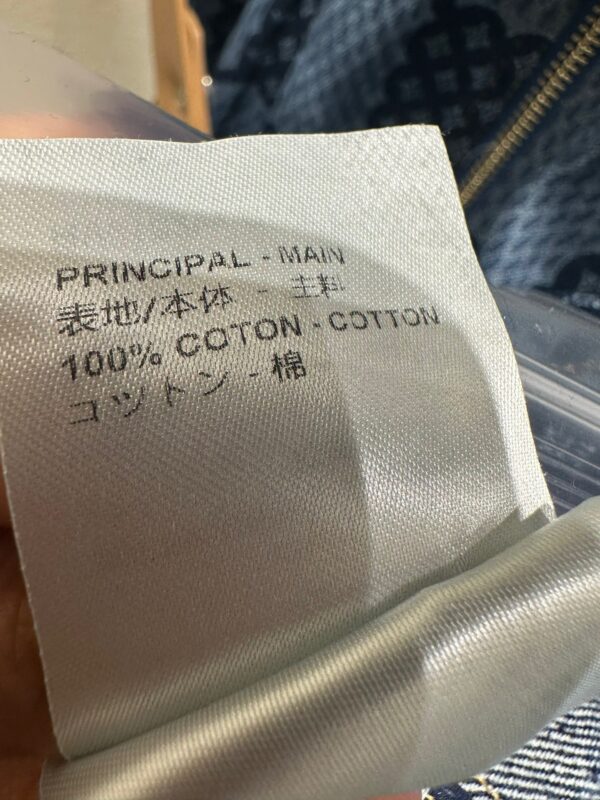 PRINCIPAL - MAIN
表地/本体 - 主料
100% COTON - COTTON
コットン - 棉